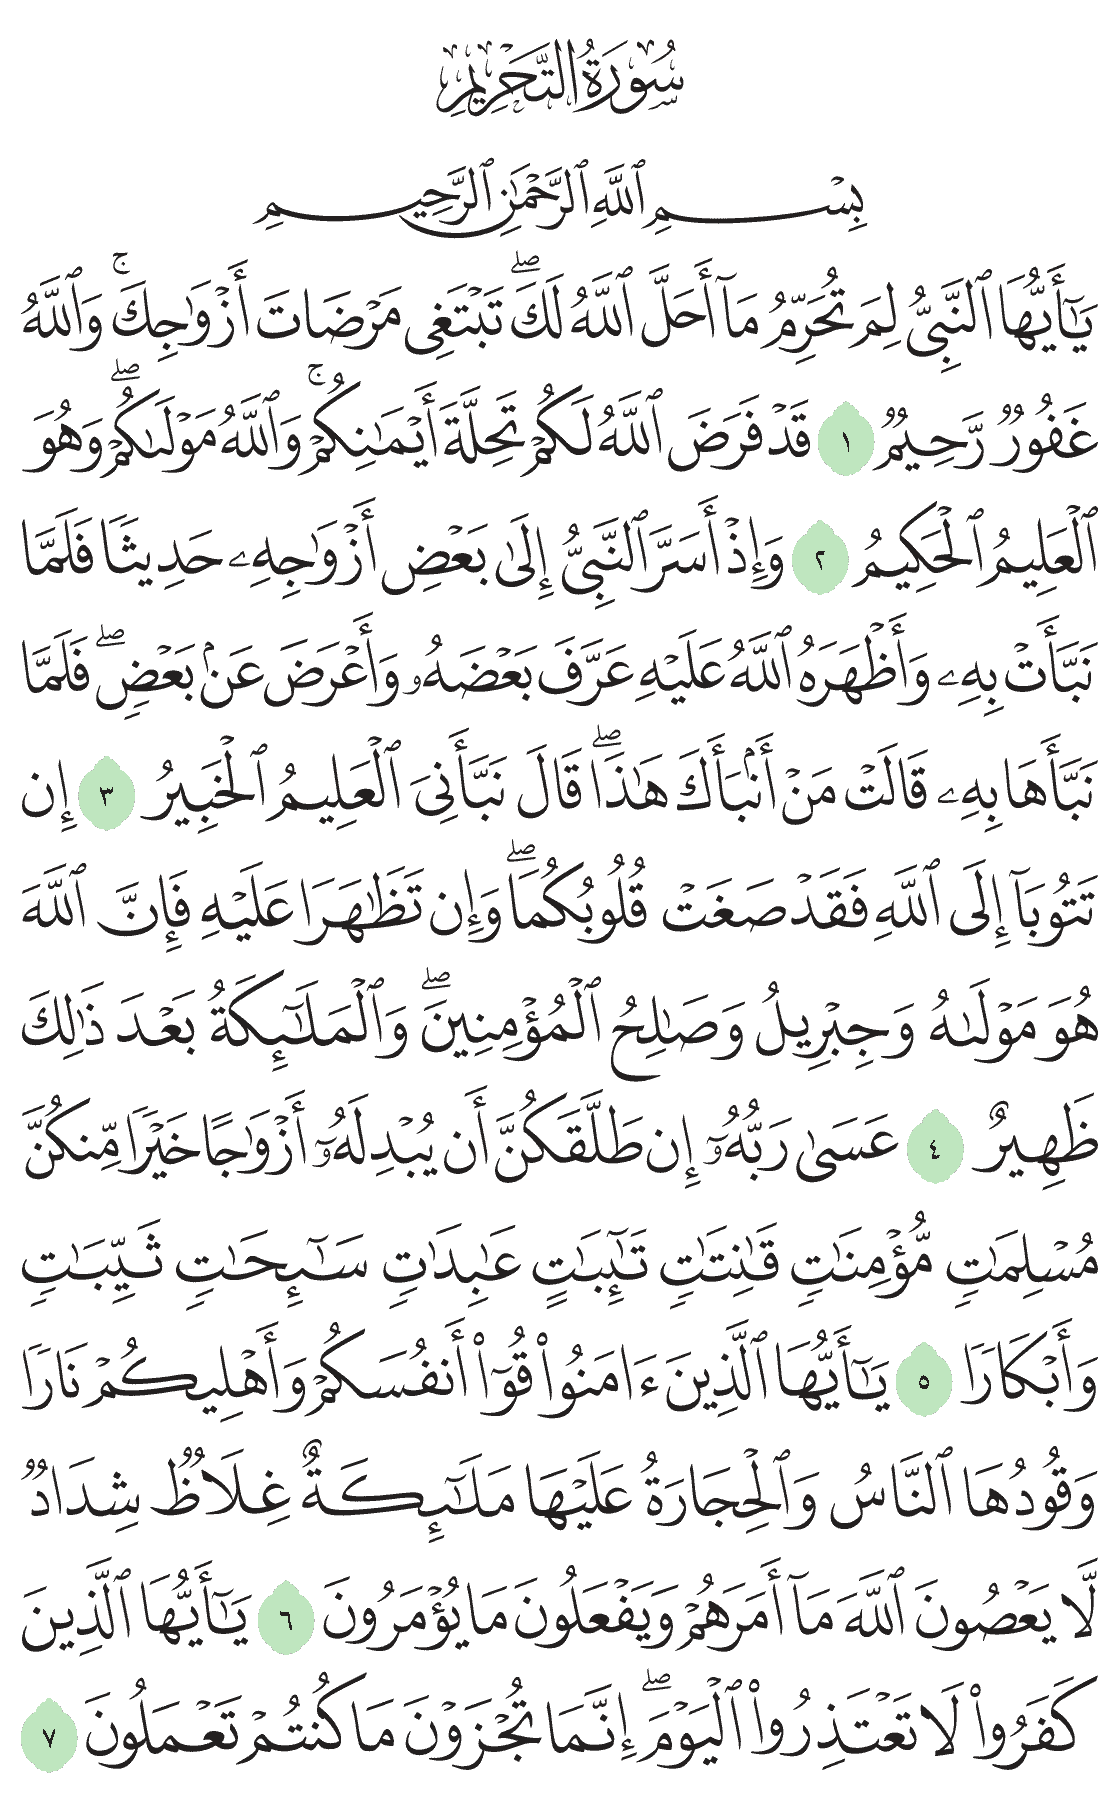 سُورَةُ التَّحْرِيمِ
بِسْمِ ٱللَّهِ ٱلرَّحْمَٰنِ ٱلرَّحِيمِ
يَٰٓأَيُّهَا ٱلنَّبِيُّ لِمَ تُحَرِّمُ مَآ أَحَلَّ ٱللَّهُ لَكَۖ تَبْتَغِى مَرْضَاتَ أَزْوَٰجِكَۚ وَٱللَّهُ
غَفُورٌ رَّحِيمٌ ١ قَدْ فَرَضَ ٱللَّهُ لَكُمْ تَحِلَّةَ أَيْمَٰنِكُمْۚ وَٱللَّهُ مَوْلَىٰكُمْۖ وَهُوَ
ٱلْعَلِيمُ ٱلْحَكِيمُ ٢ وَإِذْ أَسَرَّ ٱلنَّبِيُّ إِلَىٰ بَعْضِ أَزْوَٰجِهِۦ حَدِيثًا فَلَمَّا
نَبَّأَتْ بِهِۦ وَأَظْهَرَهُ ٱللَّهُ عَلَيْهِ عَرَّفَ بَعْضَهُۥ وَأَعْرَضَ عَنۢ بَعْضٍۖ فَلَمَّا
نَبَّأَهَا بِهِۦ قَالَتْ مَنْ أَنۢبَأَكَ هَٰذَاۖ قَالَ نَبَّأَنِىَ ٱلْعَلِيمُ ٱلْخَبِيرُ ٣ إِن
تَتُوبَآ إِلَى ٱللَّهِ فَقَدْ صَغَتْ قُلُوبُكُمَاۖ وَإِن تَظَٰهَرَا عَلَيْهِ فَإِنَّ ٱللَّهَ
هُوَ مَوْلَىٰهُ وَجِبْرِيلُ وَصَٰلِحُ ٱلْمُؤْمِنِينَۖ وَٱلْمَلَٰٓئِكَةُ بَعْدَ ذَٰلِكَ
ظَهِيرٌ ٤ عَسَىٰ رَبُّهُۥٓ إِن طَلَّقَكُنَّ أَن يُبْدِلَهُۥٓ أَزْوَٰجًا خَيْرًا مِّنكُنَّ
مُسْلِمَٰتٍ مُّؤْمِنَٰتٍ قَٰنِتَٰتٍ تَٰٓئِبَٰتٍ عَٰبِدَٰتٍ سَٰٓئِحَٰتٍ ثَيِّبَٰتٍ
وَأَبْكَارًا ٥ يَٰٓأَيُّهَا ٱلَّذِينَ ءَامَنُوا۟ قُوٓا۟ أَنفُسَكُمْ وَأَهْلِيكُمْ نَارًا
وَقُودُهَا ٱلنَّاسُ وَٱلْحِجَارَةُ عَلَيْهَا مَلَٰٓئِكَةٌ غِلَاظٌ شِدَادٌ
لَّا يَعْصُونَ ٱللَّهَ مَآ أَمَرَهُمْ وَيَفْعَلُونَ مَا يُؤْمَرُونَ ٦ يَٰٓأَيُّهَا ٱلَّذِينَ
كَفَرُوا۟ لَا تَعْتَذِرُوا۟ ٱلْيَوْمَۖ إِنَّمَا تُجْزَوْنَ مَا كُنتُمْ تَعْمَلُونَ ٧